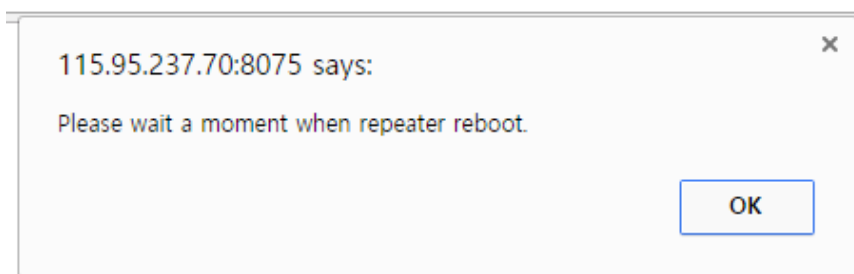 115.95.237.70:8075 says:
Please wait a moment when repeater reboot.
OK